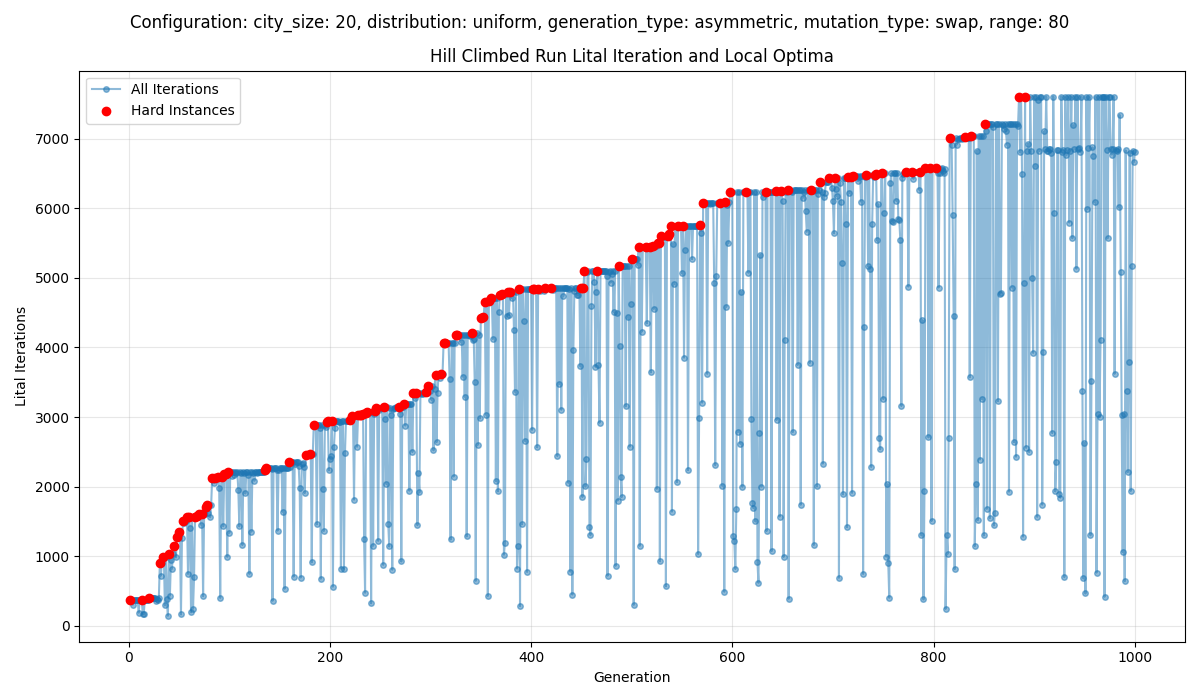 Configuration: city_size: 20, distribution: uniform, generation_type: asymmetric, mutation_type: swap, range: 80
Hill Climbed Run Lital Iteration and Local Optima
All Iterations
Hard Instances
Lital Iterations
7000
6000
5000
4000
3000
2000
1000
0
0 200 400 600 800 1000
Generation